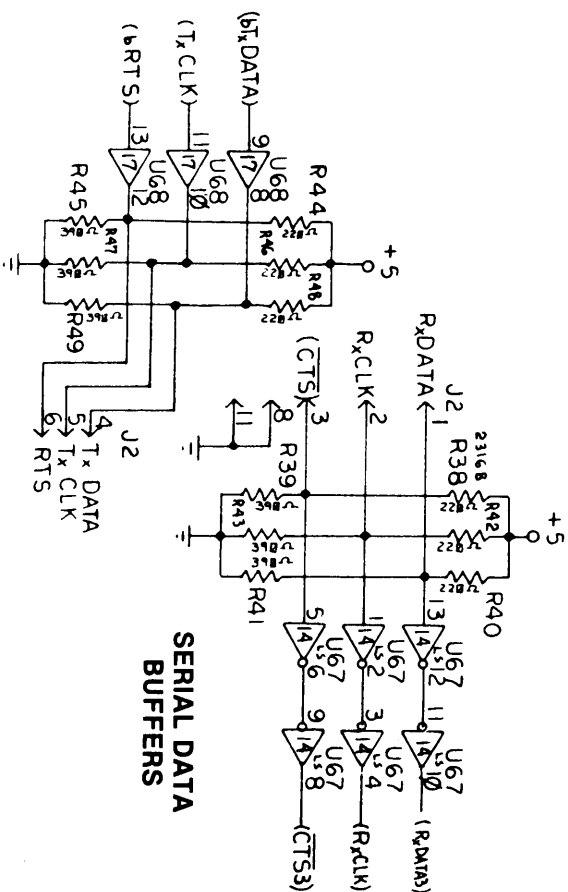 (bRTS)
(TxCLK)
(bTxDATA)
13
11
9
17
17
17
U68
U68
U68
12
10
8
R45
R44
390Ω
R47
R46
220Ω
390Ω
220Ω
R48
390Ω
220Ω
R49
+5
J2
6
5
4
RTS
Tx CLK
Tx DATA
(CTS)
RxCLK
RxDATA
J2
3
2
1
8
11
R39
R38
2316B
390Ω
220Ω
R43
R42
390Ω
220Ω
390Ω
220Ω
R41
R40
+5
5
1
13
14
14
14
LS
LS
LS
U67
U67
U67
6
2
12
9
3
11
14
14
14
LS
LS
LS
U67
U67
U67
8
4
10
(CTS3)
(RxCLK)
(RxDATA3)
SERIAL DATA
BUFFERS